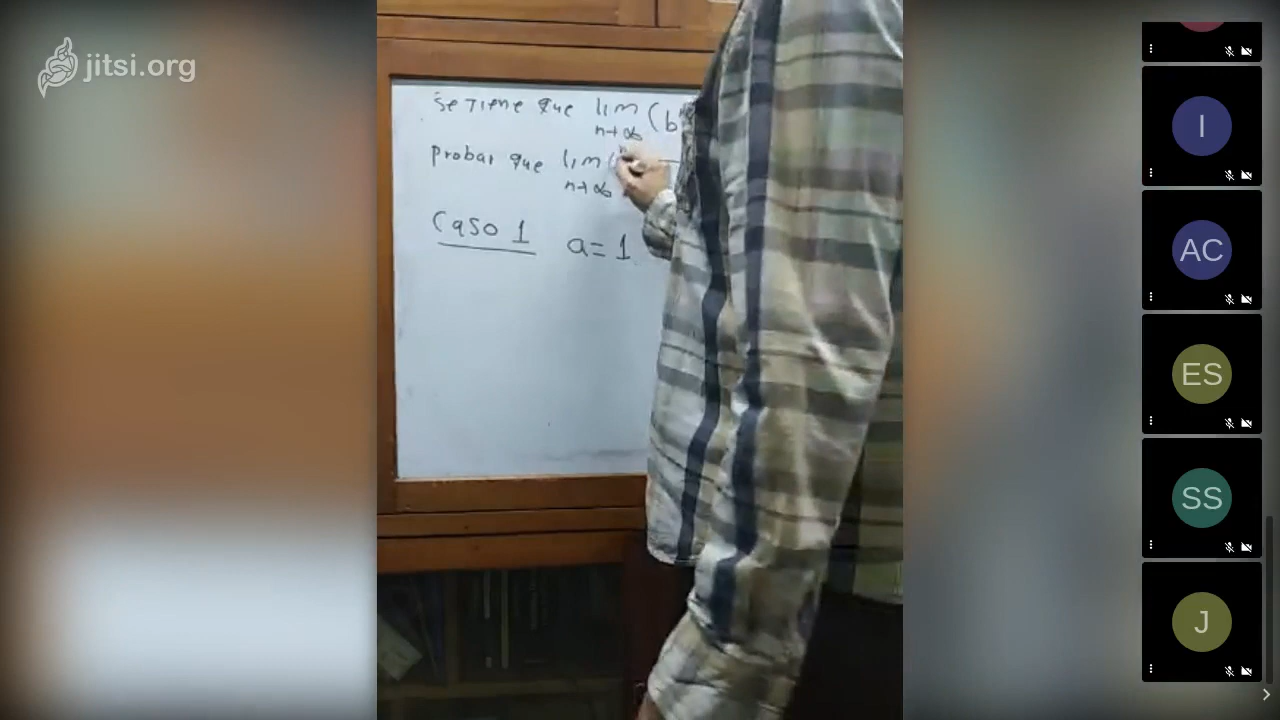 jitsi.org
se tiene que lim (b
n→∞
probar que lim (
n→∞
Caso 1 a = 1
I
AC
ES
SS
J